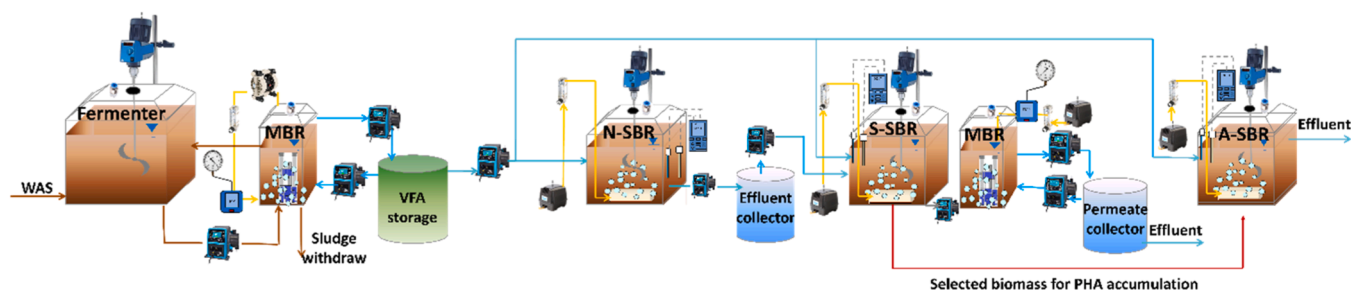 Fermenter
MBR
WAS
Sludge
withdraw
VFA
storage
N-SBR
Effluent
collector
S-SBR
MBR
Permeate
collector
Effluent
A-SBR
Effluent
Selected biomass for PHA accumulation